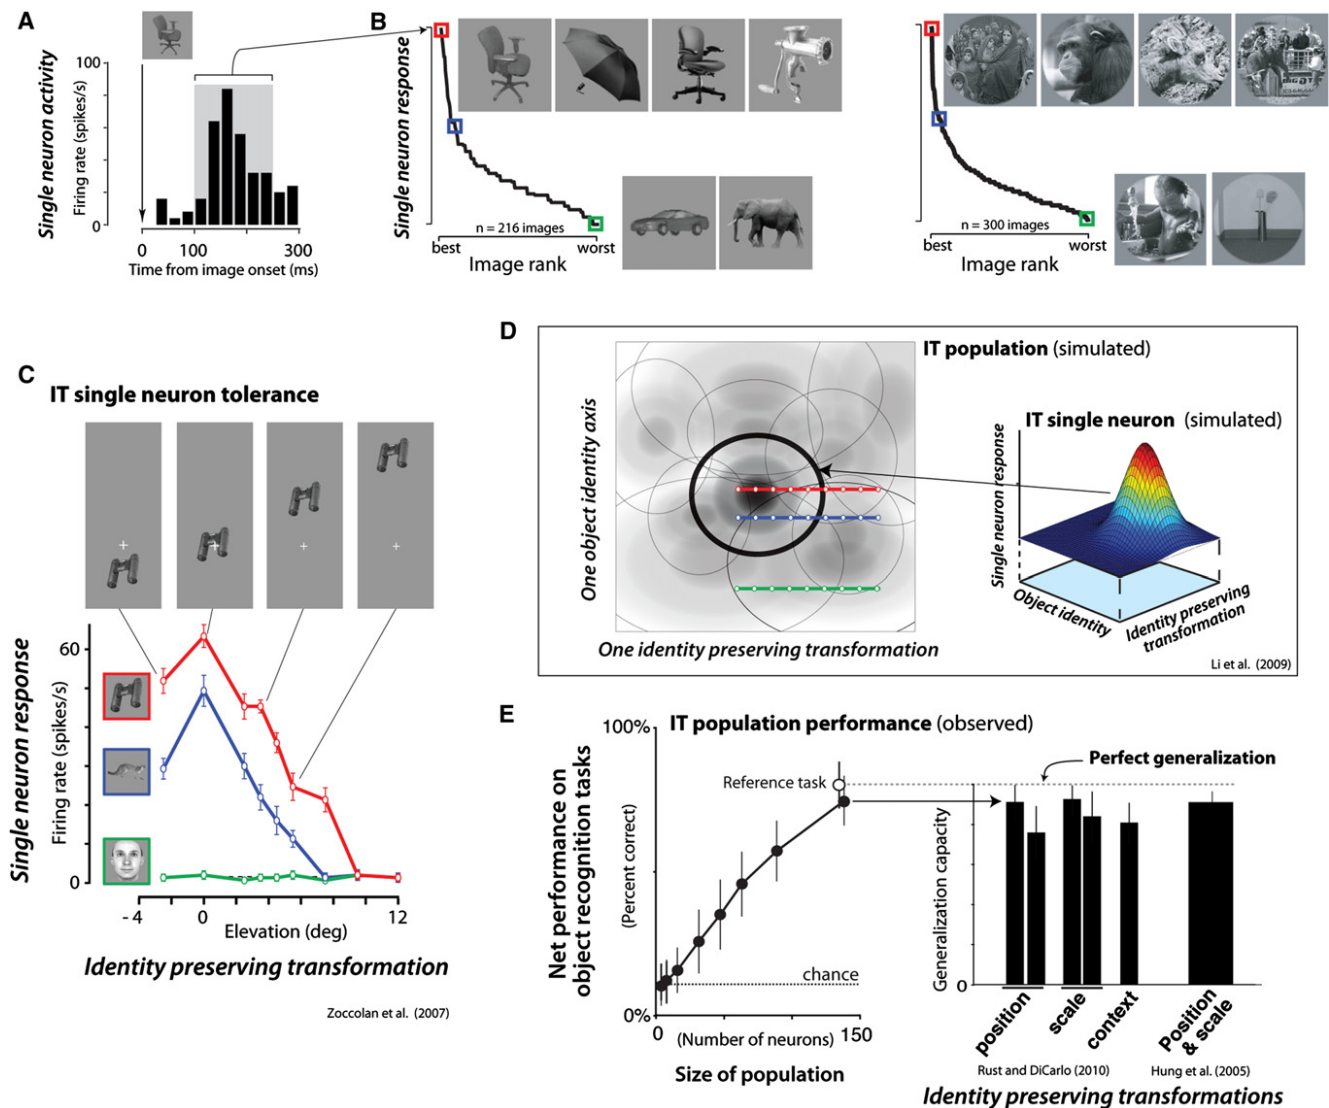 A
Single neuron activity
Firing rate (spikes/s)
100
0
0
100
300
Time from image onset (ms)
B
Single neuron response
n = 216 images
best
worst
Image rank
n = 300 images
best
worst
Image rank
C
IT single neuron tolerance
Single neuron response
Firing rate (spikes/s)
60
0
- 4
0
12
Elevation (deg)
Identity preserving transformation
Zoccolan et al. (2007)
D
IT population (simulated)
One object identity axis
One identity preserving transformation
IT single neuron (simulated)
Single neuron response
Object identity
Identity preserving
transformation
Li et al. (2009)
E
IT population performance (observed)
Net performance on
object recognition tasks
(Percent correct)
100%
0%
Reference task
chance
0
150
(Number of neurons)
Size of population
Perfect generalization
Generalization capacity
0
position
scale
context
Position
& scale
Rust and DiCarlo (2010)
Hung et al. (2005)
Identity preserving transformations